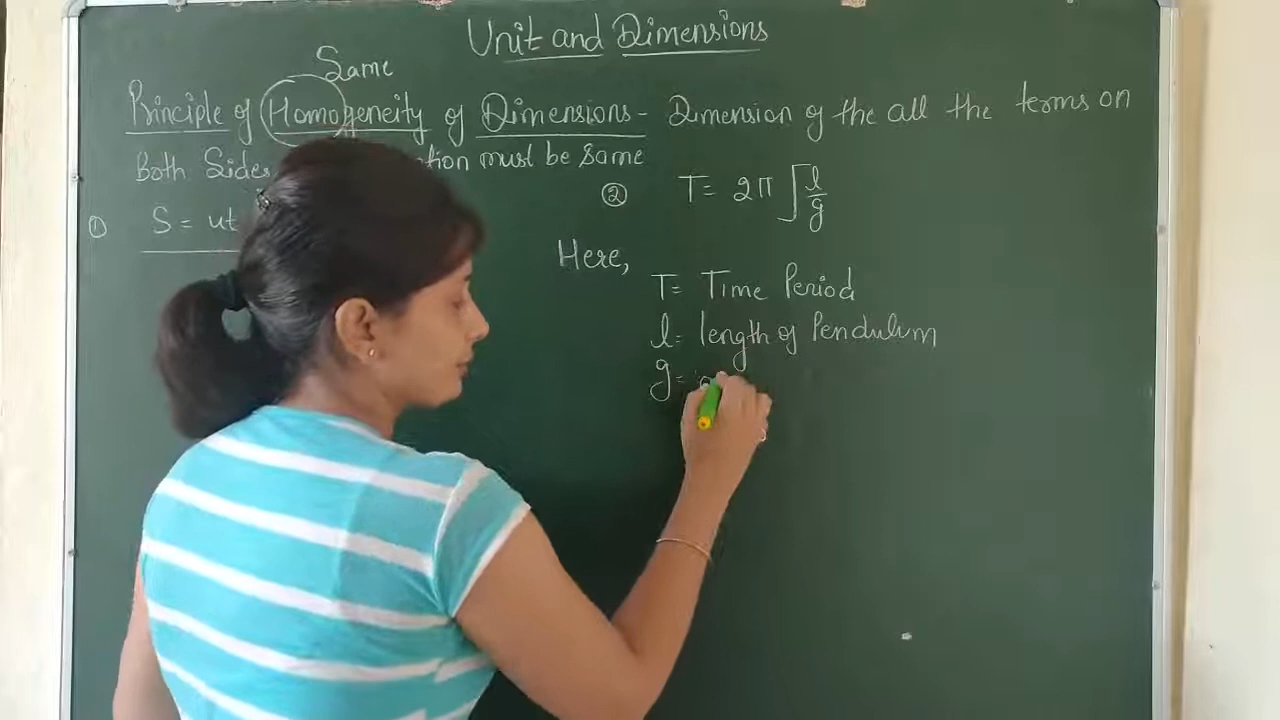 Unit and Dimensions
Same
Principle of Homogeneity of Dimensions - Dimension of the all the terms on
Both Sides tion must be Same
① S = ut
② T = 2π √l/g
Here,
T = Time Period
l = length of Pendulum
g =